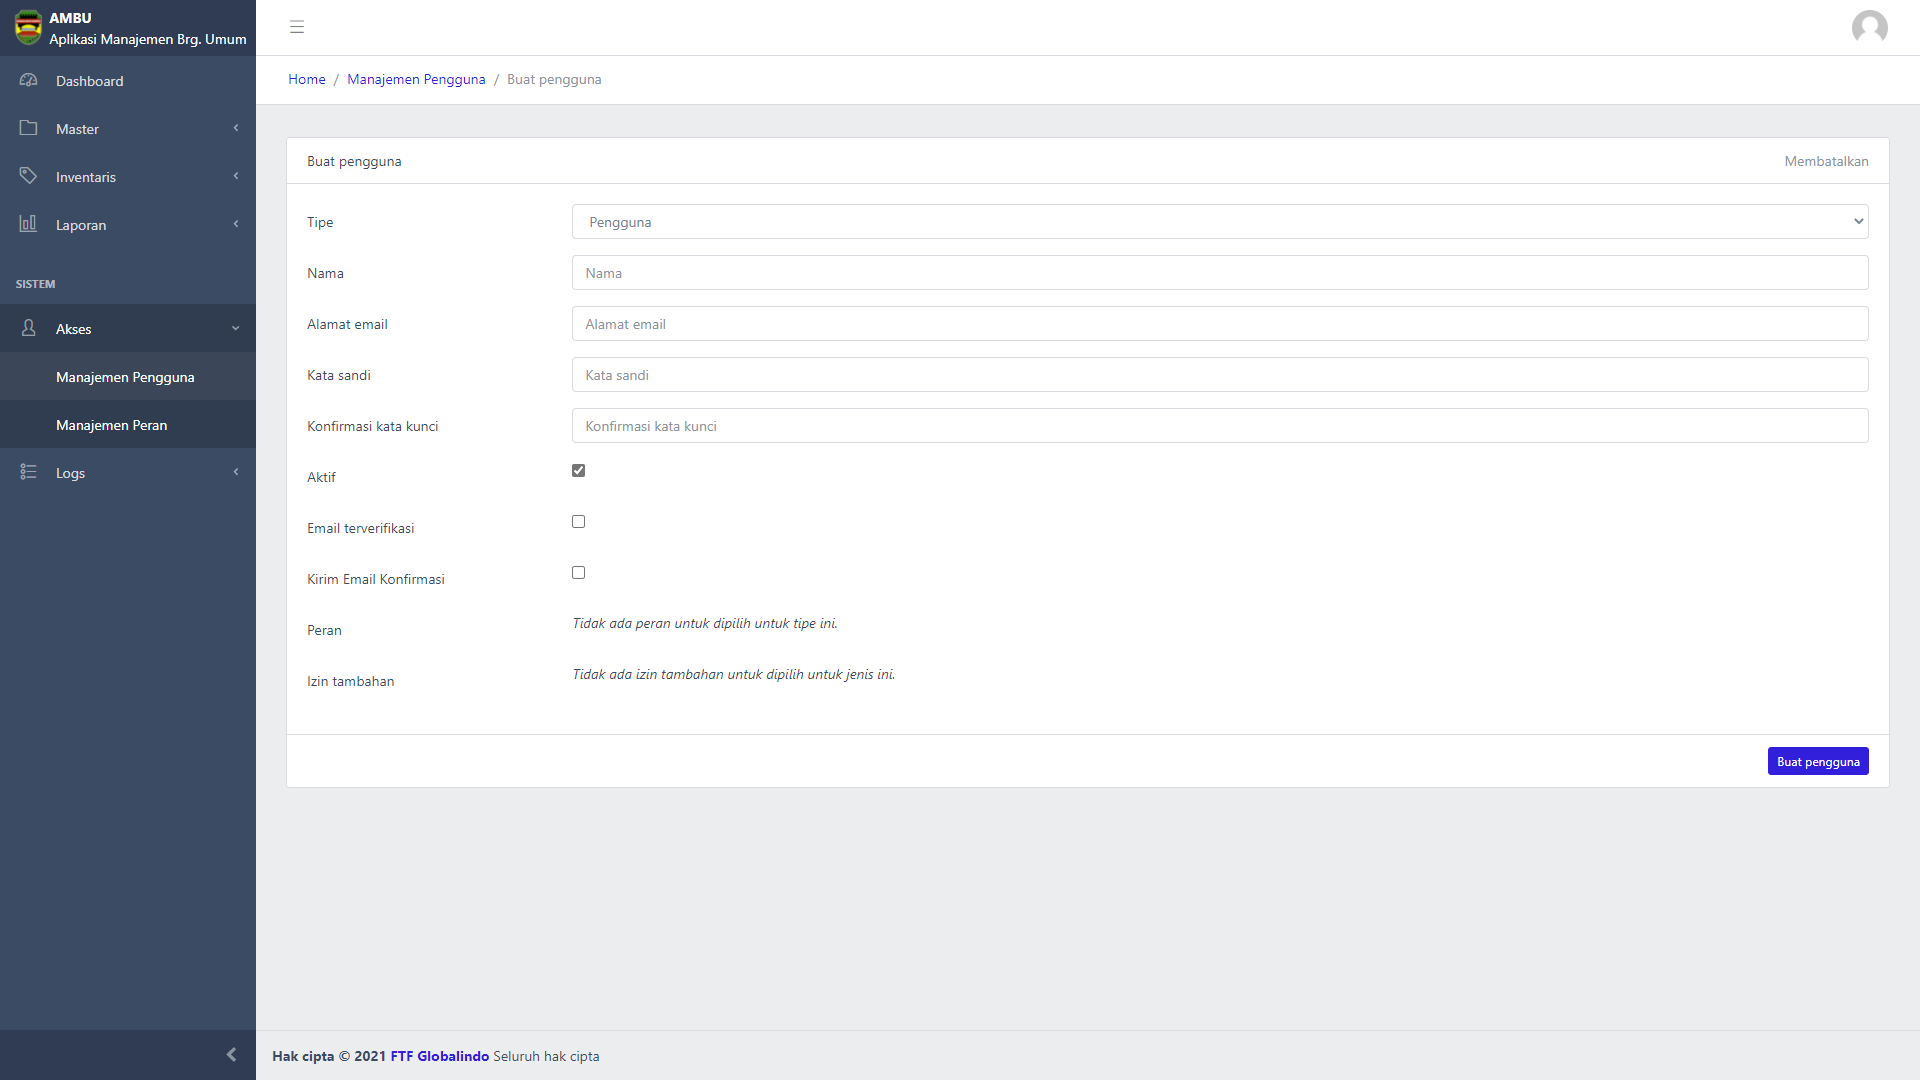 AMBU
Aplikasi Manajemen Brg. Umum
Dashboard
Master
Inventaris
Laporan
SISTEM
Akses
Manajemen Pengguna
Manajemen Peran
Logs
Home / Manajemen Pengguna / Buat pengguna
Buat pengguna Membatalkan
Tipe Pengguna
Nama Nama
Alamat email Alamat email
Kata sandi Kata sandi
Konfirmasi kata kunci Konfirmasi kata kunci
Aktif
Email terverifikasi
Kirim Email Konfirmasi
Peran Tidak ada peran untuk dipilih untuk tipe ini.
Izin tambahan Tidak ada izin tambahan untuk dipilih untuk jenis ini.
Buat pengguna
Hak cipta © 2021 FTF Globalindo Seluruh hak cipta